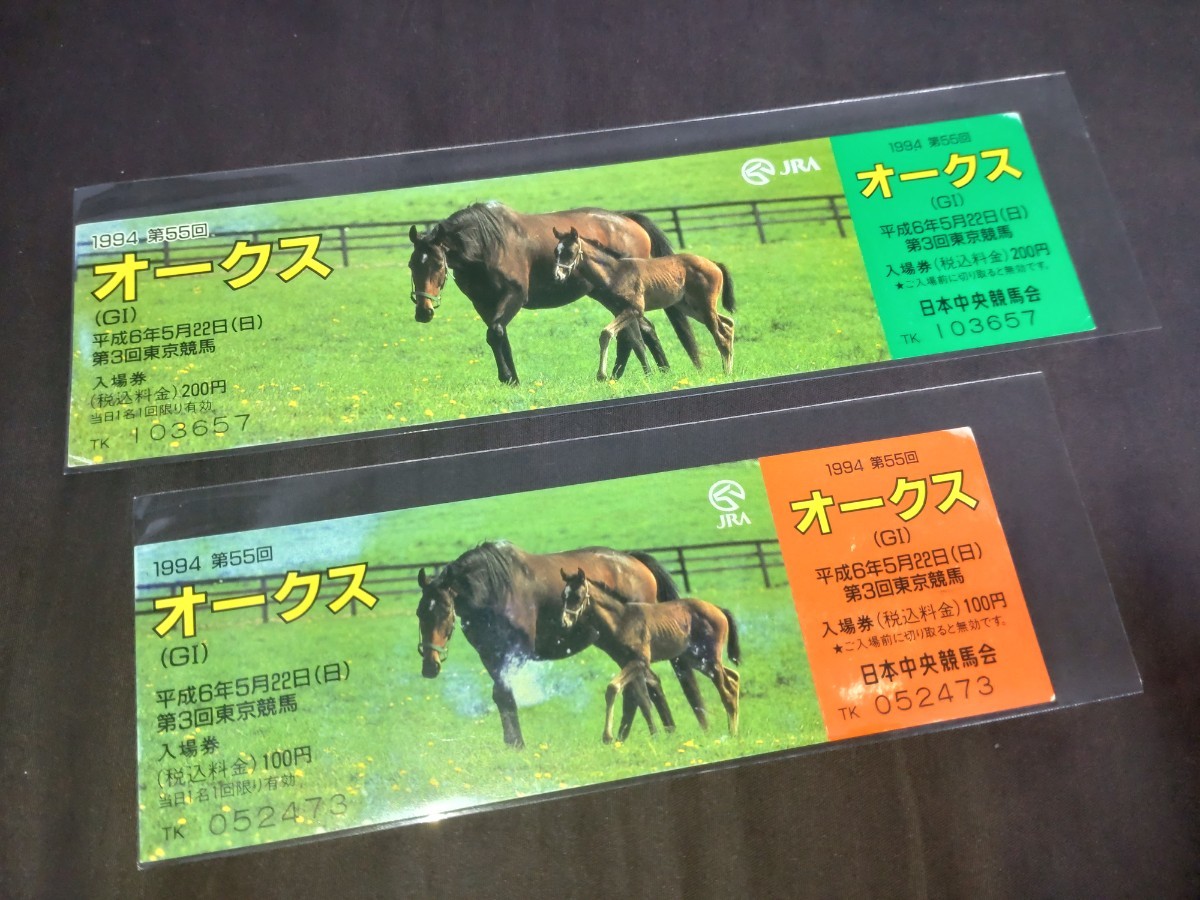 1994 第55回
オークス
(GI)
平成6年5月22日(日)
第3回東京競馬
入場券
(税込料金)200円
当日1名1回限り有効
TK 103657
JRA
1994 第55回
オークス
(GI)
平成6年5月22日(日)
第3回東京競馬
入場券(税込料金)200円
★ご入場前に切り取ると無効です。
日本中央競馬会
TK 103657
1994 第55回
オークス
(GI)
平成6年5月22日(日)
第3回東京競馬
入場券
(税込料金)100円
当日1名1回限り有効
TK 052473
JRA
1994 第55回
オークス
(GI)
平成6年5月22日(日)
第3回東京競馬
入場券(税込料金)100円
★ご入場前に切り取ると無効です。
日本中央競馬会
TK 052473